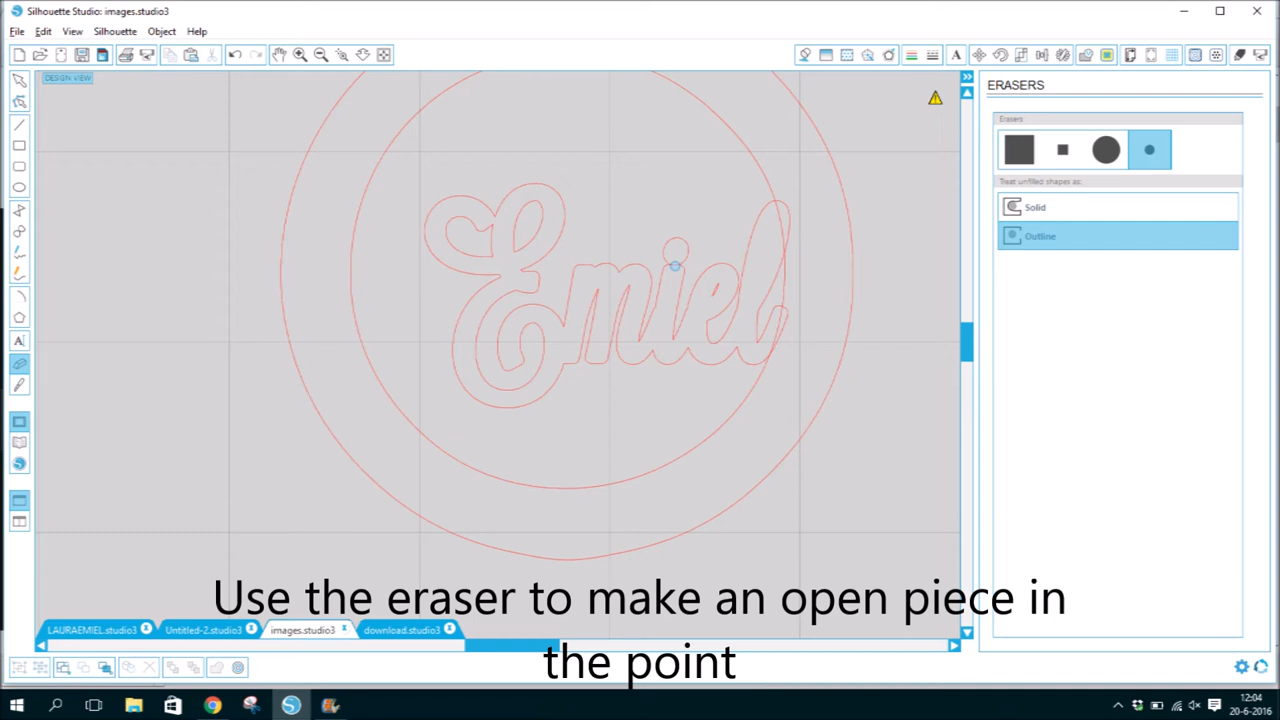 Silhouette Studio: images.studio3
File Edit View Silhouette Object Help
DESIGN VIEW
ERASERS
Erasers
Treat unfilled shapes as:
Solid
Outline
Emiel
Use the eraser to make an open piece in
the point
LAURAEMIEL.studio3 Untitled-2.studio3 images.studio3 download.studio3
12:04
20-6-2016